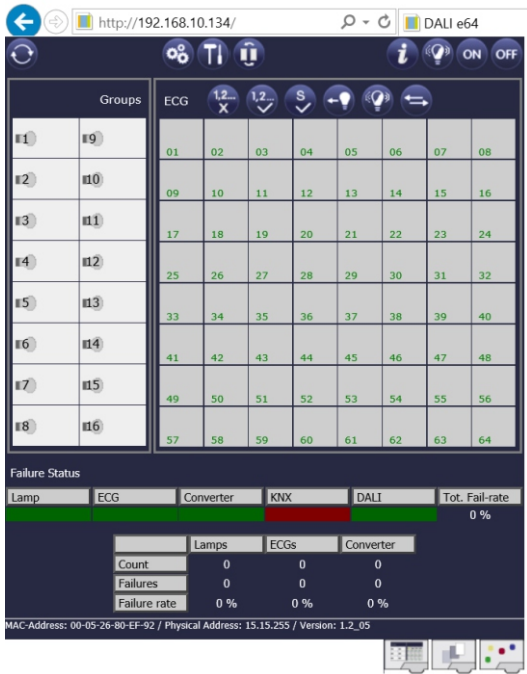 http://192.168.10.134/ DALI e64
i ON OFF
Groups ECG 1,2... 1,2... S
1 9 01 02 03 04 05 06 07 08
2 10 09 10 11 12 13 14 15 16
3 11 17 18 19 20 21 22 23 24
4 12 25 26 27 28 29 30 31 32
5 13 33 34 35 36 37 38 39 40
6 14 41 42 43 44 45 46 47 48
7 15 49 50 51 52 53 54 55 56
8 16 57 58 59 60 61 62 63 64
Failure Status
Lamp ECG Converter KNX DALI Tot. Fail-rate
0 %
Lamps ECGs Converter
Count 0 0 0
Failures 0 0 0
Failure rate 0 % 0 % 0 %
MAC-Address: 00-05-26-80-EF-92 / Physical Address: 15.15.255 / Version: 1.2_05